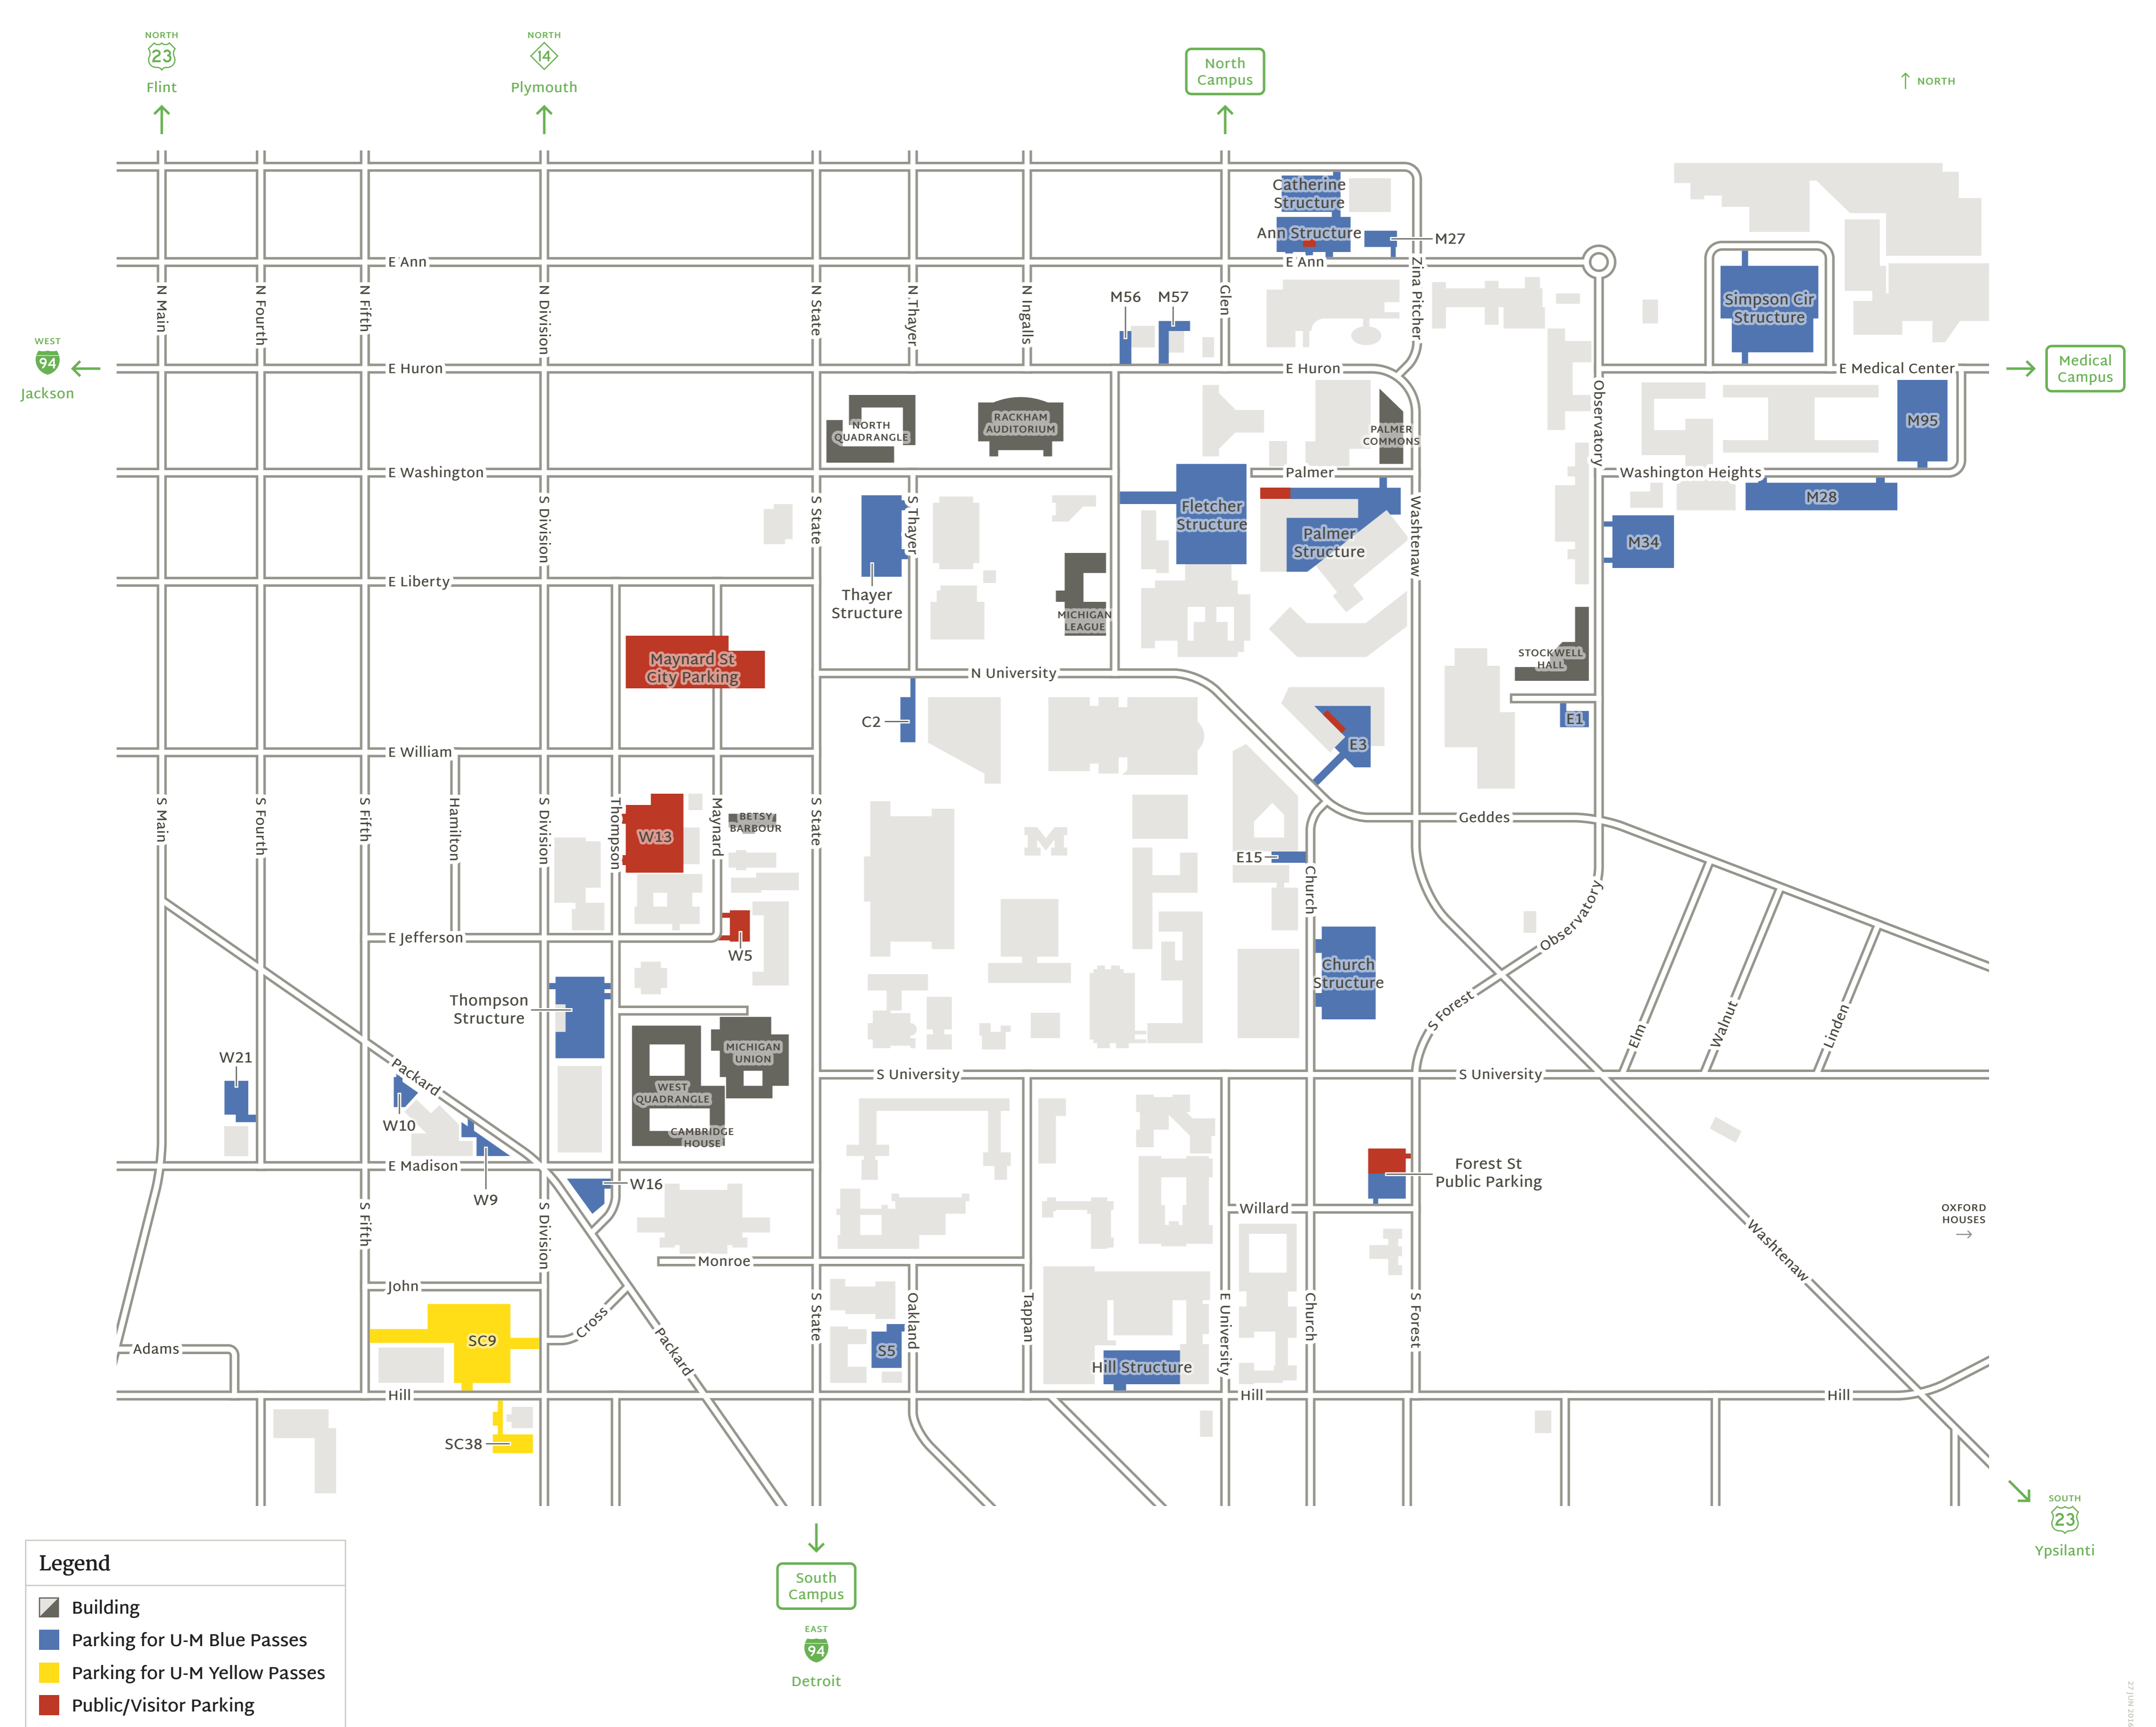 NORTH
23
Flint
NORTH
14
Plymouth
North
Campus
NORTH
Catherine
Structure
Ann Structure
M27
E Ann
E Ann
N Main
N Fourth
N Fifth
N Division
N State
N Thayer
N Ingalls
M56
M57
Glen
Zina Pitcher
Simpson Cir
Structure
WEST
94
Jackson
E Huron
E Huron
E Medical Center
Medical
Campus
Observatory
NORTH
QUADRANGLE
RACKHAM
AUDITORIUM
PALMER
COMMONS
M95
E Washington
Palmer
Washington Heights
M28
S Division
S State
S Thayer
Fletcher
Structure
Palmer
Structure
Washtenaw
M34
E Liberty
Thayer
Structure
MICHIGAN
LEAGUE
Maynard St
City Parking
N University
STOCKWELL
HALL
C2
E1
E3
E William
S Main
S Fourth
S Fifth
Hamilton
S Division
Thompson
W13
Maynard
BETSY
BARBOUR
S State
M
Geddes
E15
Church
Observatory
E Jefferson
W5
Church
Structure
Thompson
Structure
S Forest
Elm
Walnut
Linden
W21
Packard
MICHIGAN
UNION
S University
S University
WEST
QUADRANGLE
W10
CAMBRIDGE
HOUSE
E Madison
W9
W16
Forest St
Public Parking
Willard
OXFORD
HOUSES
S Fifth
S Division
Monroe
Washtenaw
John
SC9
Cross
Packard
S State
Oakland
Tappan
E University
Church
S Forest
Adams
S5
Hill Structure
Hill
Hill
Hill
SC38
SOUTH
23
Ypsilanti
South
Campus
EAST
94
Detroit
Legend
Building
Parking for U-M Blue Passes
Parking for U-M Yellow Passes
Public/Visitor Parking
27 JUN 2016